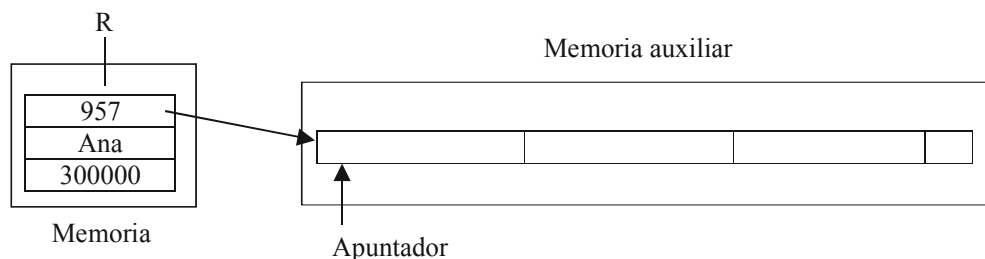 R
Memoria auxiliar
957
Ana
300000
Memoria
Apuntador